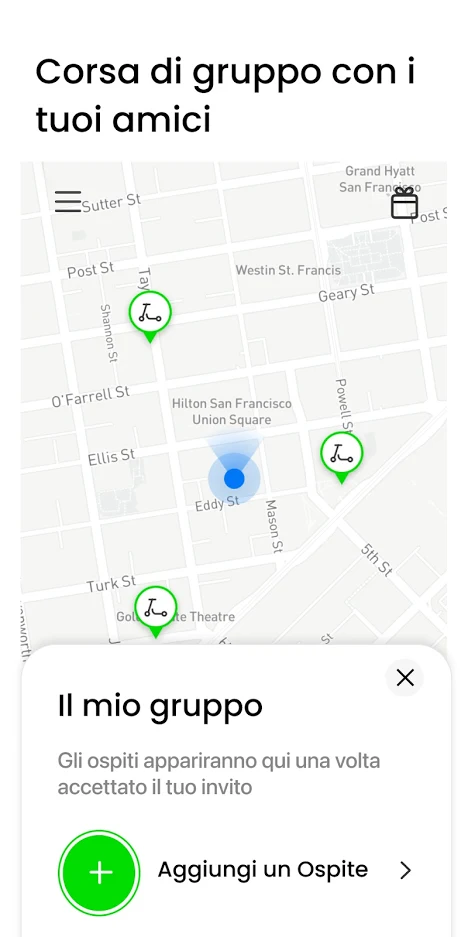 Corsa di gruppo con i
tuoi amici
Grand Hyatt
San Francisco
Sutter St
Post S
Post St
Tay
Westin St. Francis
Geary St
Shannon St
O'Farrell St
Hilton San Francisco
Union Square
Powell St
Ellis St
Eddy St
Mason St
5th St
Turk St
te Theatre
St
Il mio gruppo
Gli ospiti appariranno qui una volta
accettato il tuo invito
Aggiungi un Ospite